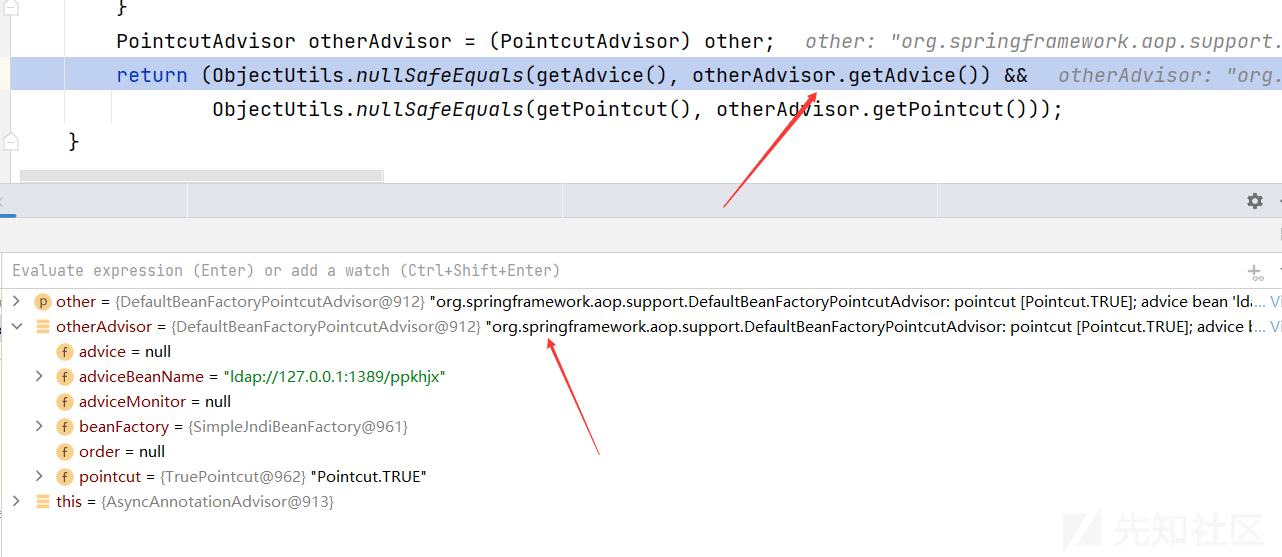 }
PointcutAdvisor otherAdvisor = (PointcutAdvisor) other;   other: "org.springframework.aop.support.
return (ObjectUtils.nullSafeEquals(getAdvice(), otherAdvisor.getAdvice()) &&   otherAdvisor: "org.
ObjectUtils.nullSafeEquals(getPointcut(), otherAdvisor.getPointcut()));
}
Evaluate expression (Enter) or add a watch (Ctrl+Shift+Enter)
other = {DefaultBeanFactoryPointcutAdvisor@912} "org.springframework.aop.support.DefaultBeanFactoryPointcutAdvisor: pointcut [Pointcut.TRUE]; advice bean 'lda... Vi
otherAdvisor = {DefaultBeanFactoryPointcutAdvisor@912} "org.springframework.aop.support.DefaultBeanFactoryPointcutAdvisor: pointcut [Pointcut.TRUE]; advice b... Vi
advice = null
adviceBeanName = "ldap://127.0.0.1:1389/ppkhjx"
adviceMonitor = null
beanFactory = {SimpleJndiBeanFactory@961}
order = null
pointcut = {TruePointcut@962} "Pointcut.TRUE"
this = {AsyncAnnotationAdvisor@913}
先知社区